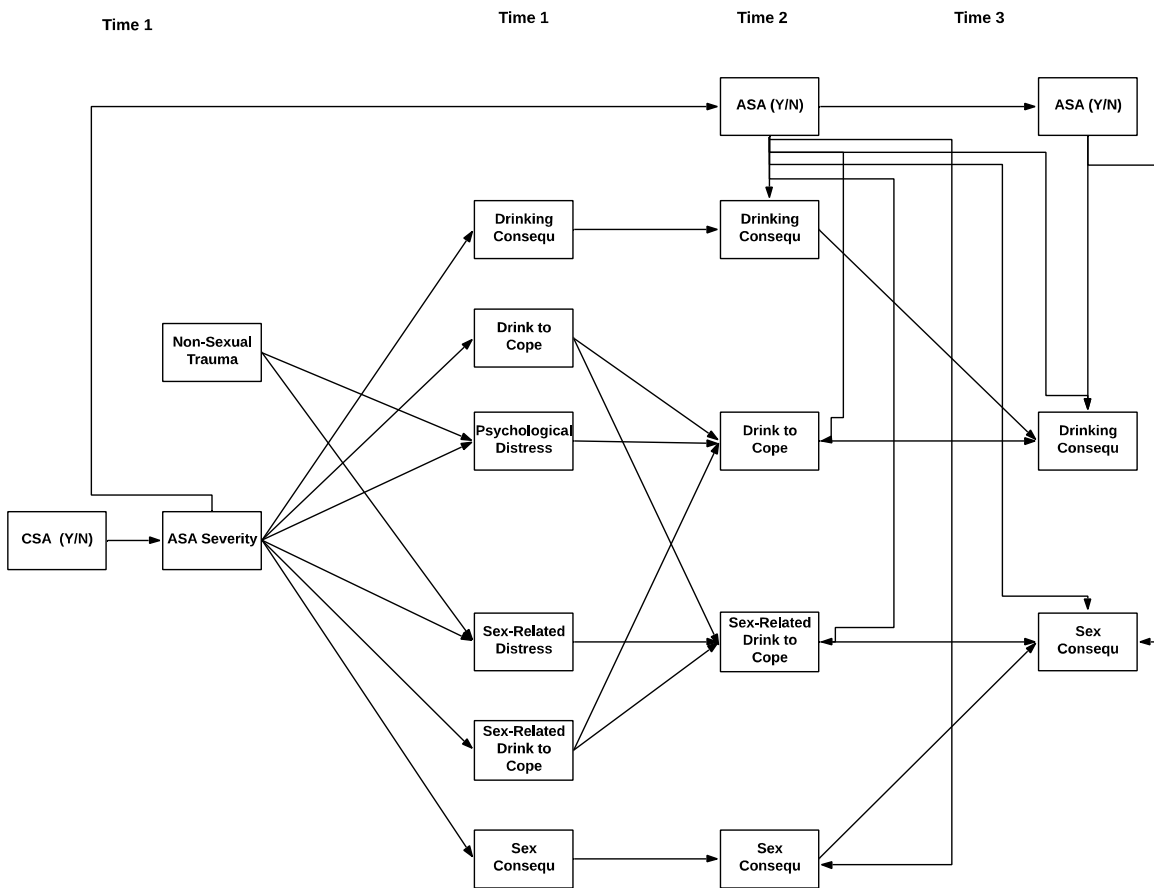 Time 1
Time 1
Time 2
Time 3
ASA (Y/N)
ASA (Y/N)
Drinking
Consequ
Drinking
Consequ
Non-Sexual
Trauma
Drink to
Cope
Psychological
Distress
Drink to
Cope
Drinking
Consequ
CSA  (Y/N)
ASA Severity
Sex-Related
Distress
Sex-Related
Drink to
Cope
Sex
Consequ
Sex-Related
Drink to
Cope
Sex
Consequ
Sex
Consequ